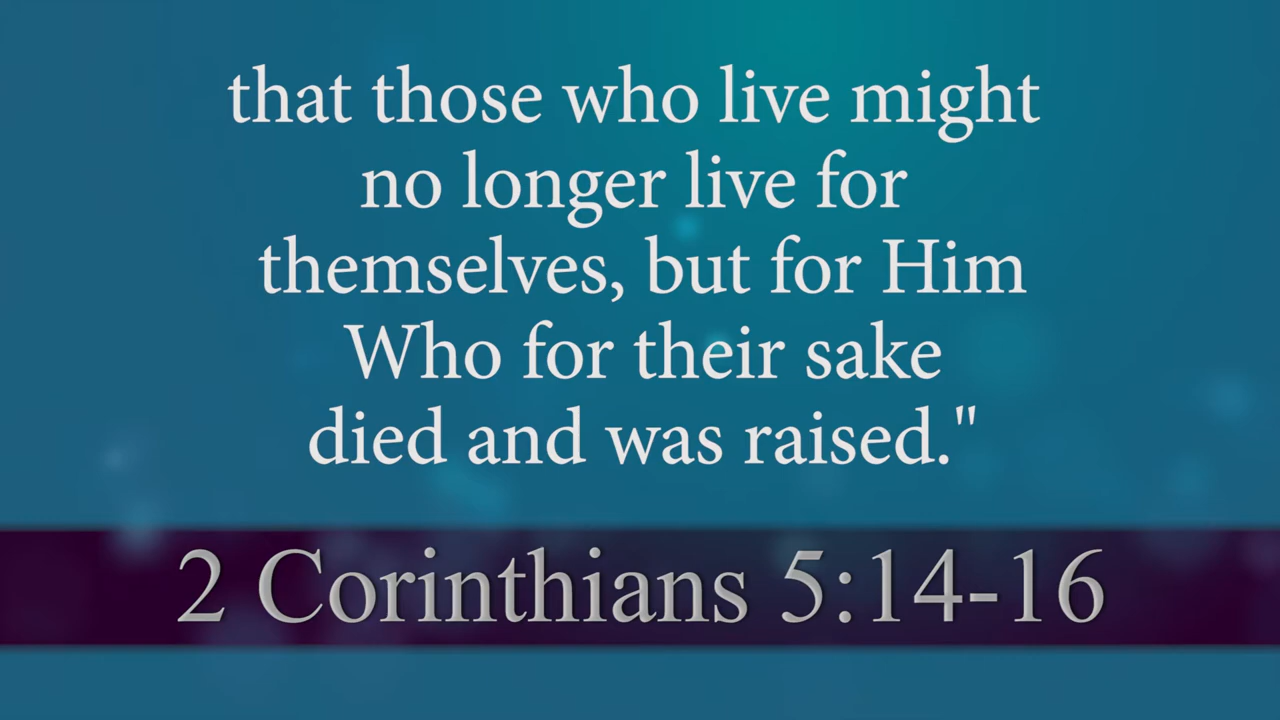 that those who live might
no longer live for
themselves, but for Him
Who for their sake
died and was raised."
2 Corinthians 5:14-16